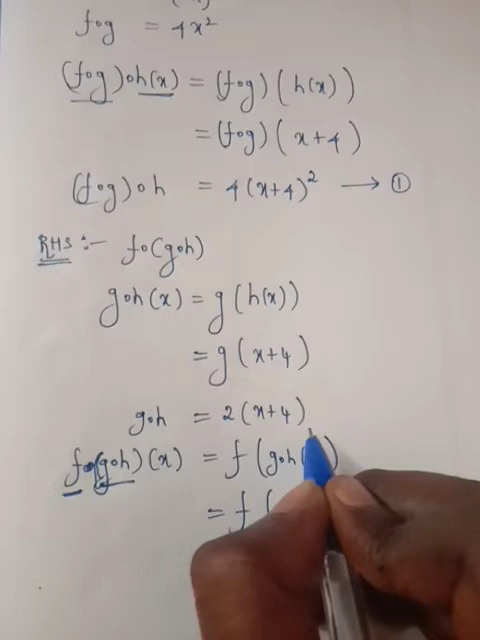 (x)
fog = 4x²
(fog)oh(x) = (fog)(h(x))
= (fog)(x+4)
(fog)oh = 4(x+4)² → ①
RHS :- fo(goh)
goh(x) = g(h(x))
= g(x+4)
goh = 2(x+4)
fo(goh)(x) = f(goh(
= f(